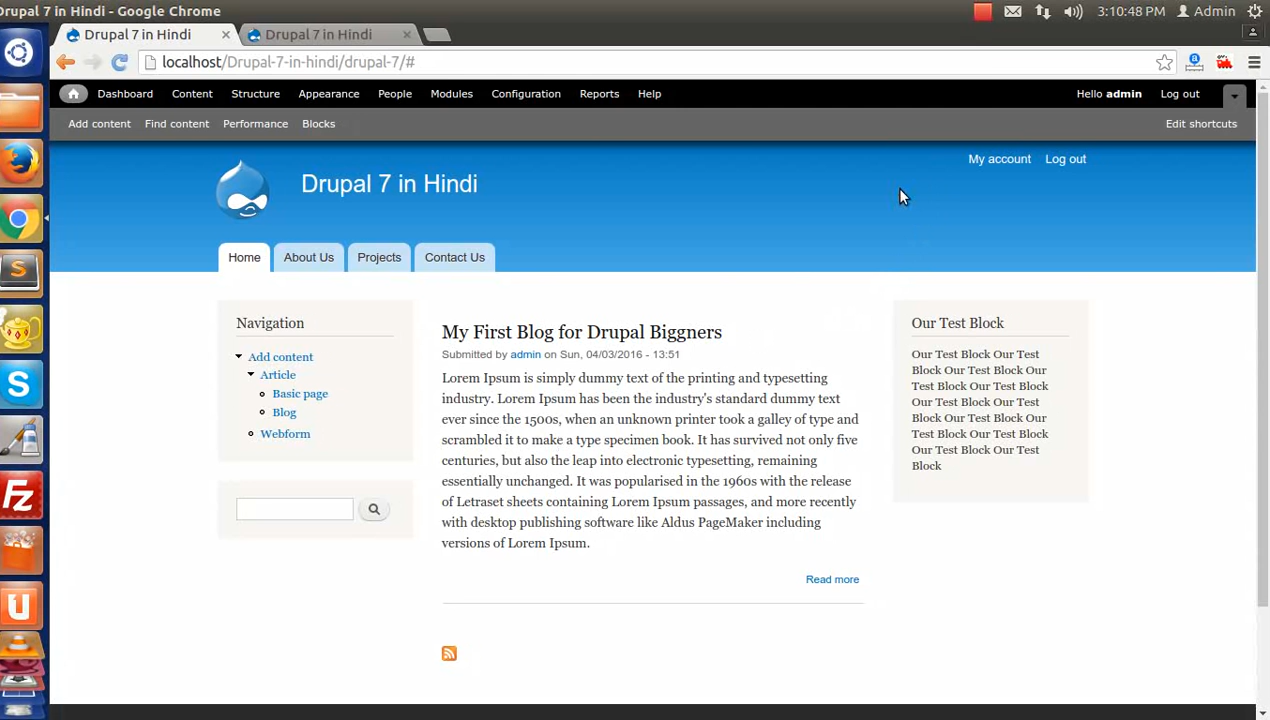 Drupal 7 in Hindi - Google Chrome
3:10:48 PM Admin
Drupal 7 in Hindi
Drupal 7 in Hindi
localhost/Drupal-7-in-hindi/drupal-7/#
Dashboard Content Structure Appearance People Modules Configuration Reports Help
Hello admin Log out
Add content Find content Performance Blocks
Edit shortcuts
My account Log out
Drupal 7 in Hindi
Home About Us Projects Contact Us
Navigation
Add content
Article
Basic page
Blog
Webform
My First Blog for Drupal Biggners
Submitted by admin on Sun, 04/03/2016 - 13:51
Lorem Ipsum is simply dummy text of the printing and typesetting
industry. Lorem Ipsum has been the industry's standard dummy text
ever since the 1500s, when an unknown printer took a galley of type and
scrambled it to make a type specimen book. It has survived not only five
centuries, but also the leap into electronic typesetting, remaining
essentially unchanged. It was popularised in the 1960s with the release
of Letraset sheets containing Lorem Ipsum passages, and more recently
with desktop publishing software like Aldus PageMaker including
versions of Lorem Ipsum.
Read more
Our Test Block
Our Test Block Our Test
Block Our Test Block Our
Test Block Our Test Block
Our Test Block Our Test
Block Our Test Block Our
Test Block Our Test Block
Our Test Block Our Test
Block